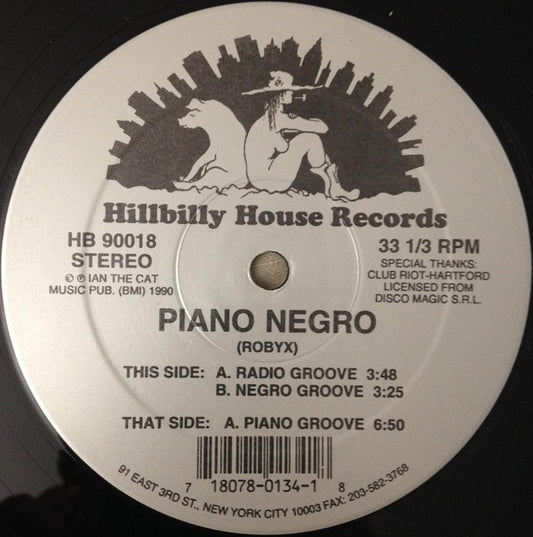 Hillbilly House Records
HB 90018
STEREO
© ℗ IAN THE CAT
MUSIC PUB. (BMI) 1990
33 1/3 RPM
SPECIAL THANKS:
CLUB RIOT-HARTFORD
LICENSED FROM
DISCO MAGIC S.R.L.
PIANO NEGRO
(ROBYX)
THIS SIDE: A. RADIO GROOVE 3:48
B. NEGRO GROOVE 3:25
THAT SIDE: A. PIANO GROOVE 6:50
7 18078-0134-1 8
91 EAST 3RD ST., NEW YORK CITY 10003 FAX: 203-582-3768